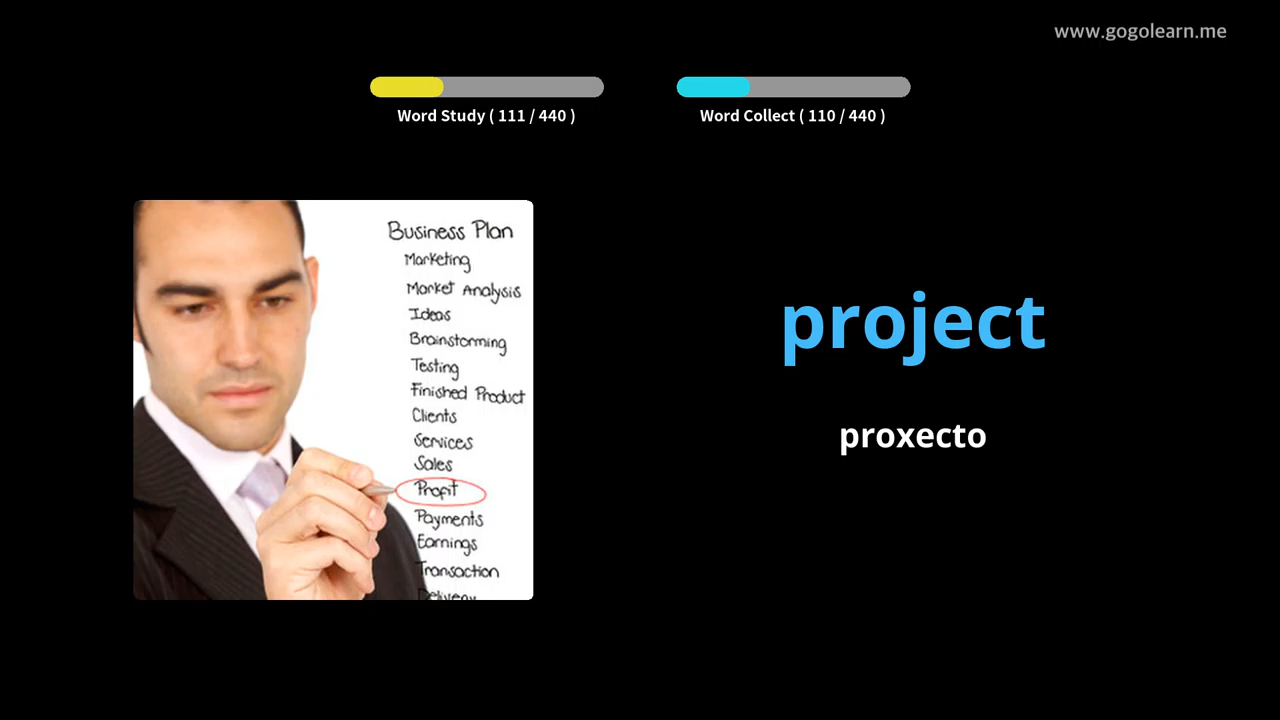 www.gogolearn.me
Word Study ( 111 / 440 )
Word Collect ( 110 / 440 )
Business Plan
Marketing
Market Analysis
Ideas
Brainstorming
Testing
Finished Product
Clients
Services
Sales
Profit
Payments
Earnings
Transaction
Delivery
project
proxecto